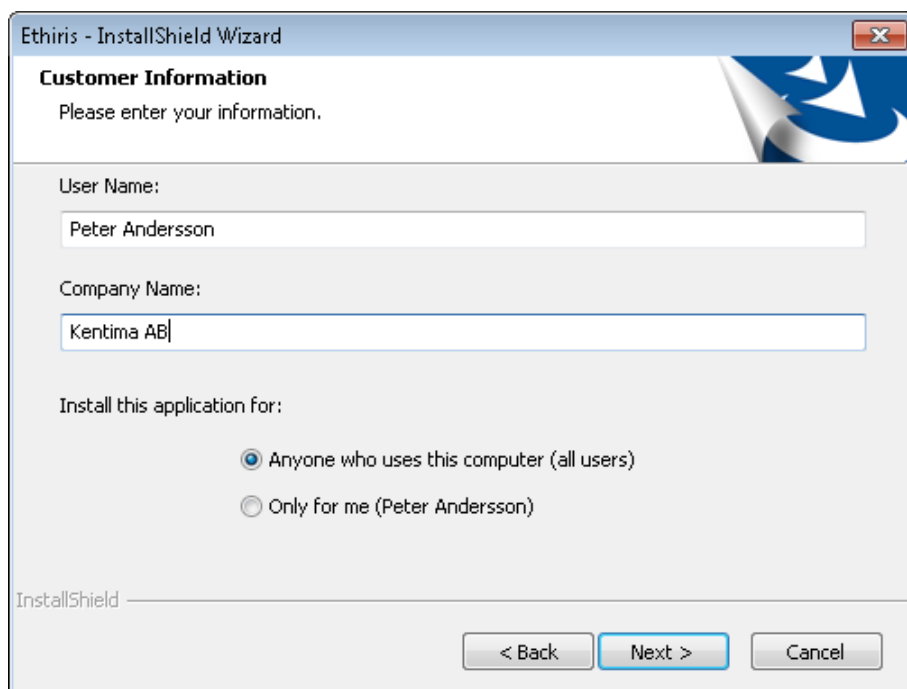 Ethiris - InstallShield Wizard
Customer Information
Please enter your information.
User Name:
Peter Andersson
Company Name:
Kentima AB
Install this application for:
Anyone who uses this computer (all users)
Only for me (Peter Andersson)
InstallShield
< Back Next > Cancel